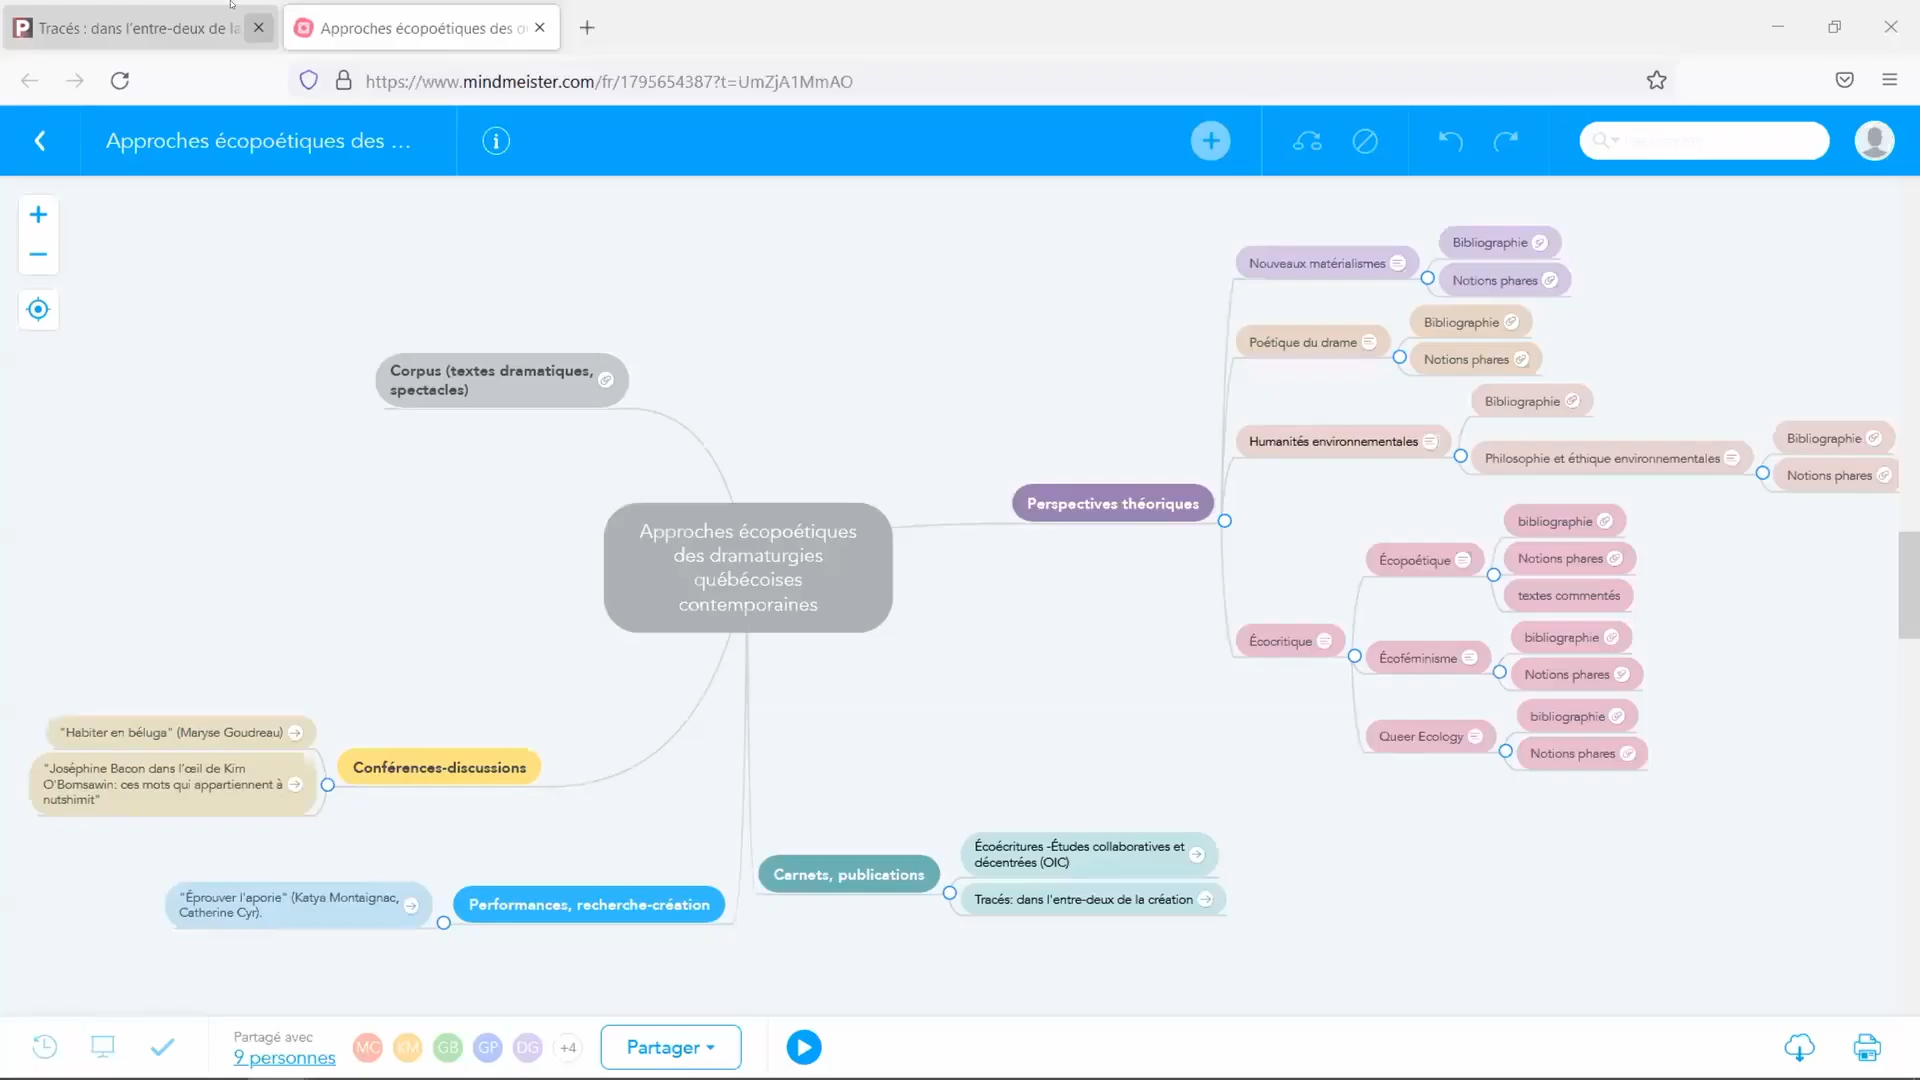 Tracés : dans l'entre-deux de la
Approches écopoétiques des
https://www.mindmeister.com/fr/1795654387?t=UmZjA1MmAO
Approches écopoétiques des ...
Corpus (textes dramatiques,
spectacles)
Approches écopoétiques
des dramaturgies
québécoises
contemporaines
Perspectives théoriques
Nouveaux matérialismes
Bibliographie
Notions phares
Poétique du drame
Bibliographie
Notions phares
Humanités environnementales
Bibliographie
Philosophie et éthique environnementales
Bibliographie
Notions phares
Écocritique
Écopoétique
bibliographie
Notions phares
textes commentés
Écoféminisme
bibliographie
Notions phares
Queer Ecology
bibliographie
Notions phares
"Habiter en béluga" (Maryse Goudreau)
"Joséphine Bacon dans l'œil de Kim
O'Bomsawin: ces mots qui appartiennent à
nutshimit"
Conférences-discussions
"Éprouver l'aporie" (Katya Montaignac,
Catherine Cyr).
Performances, recherche-création
Carnets, publications
Écoécritures -Études collaboratives et
décentrées (OIC)
Tracés: dans l'entre-deux de la création
Partagé avec
9 personnes
MC
KM
GB
GP
DG
+4
Partager